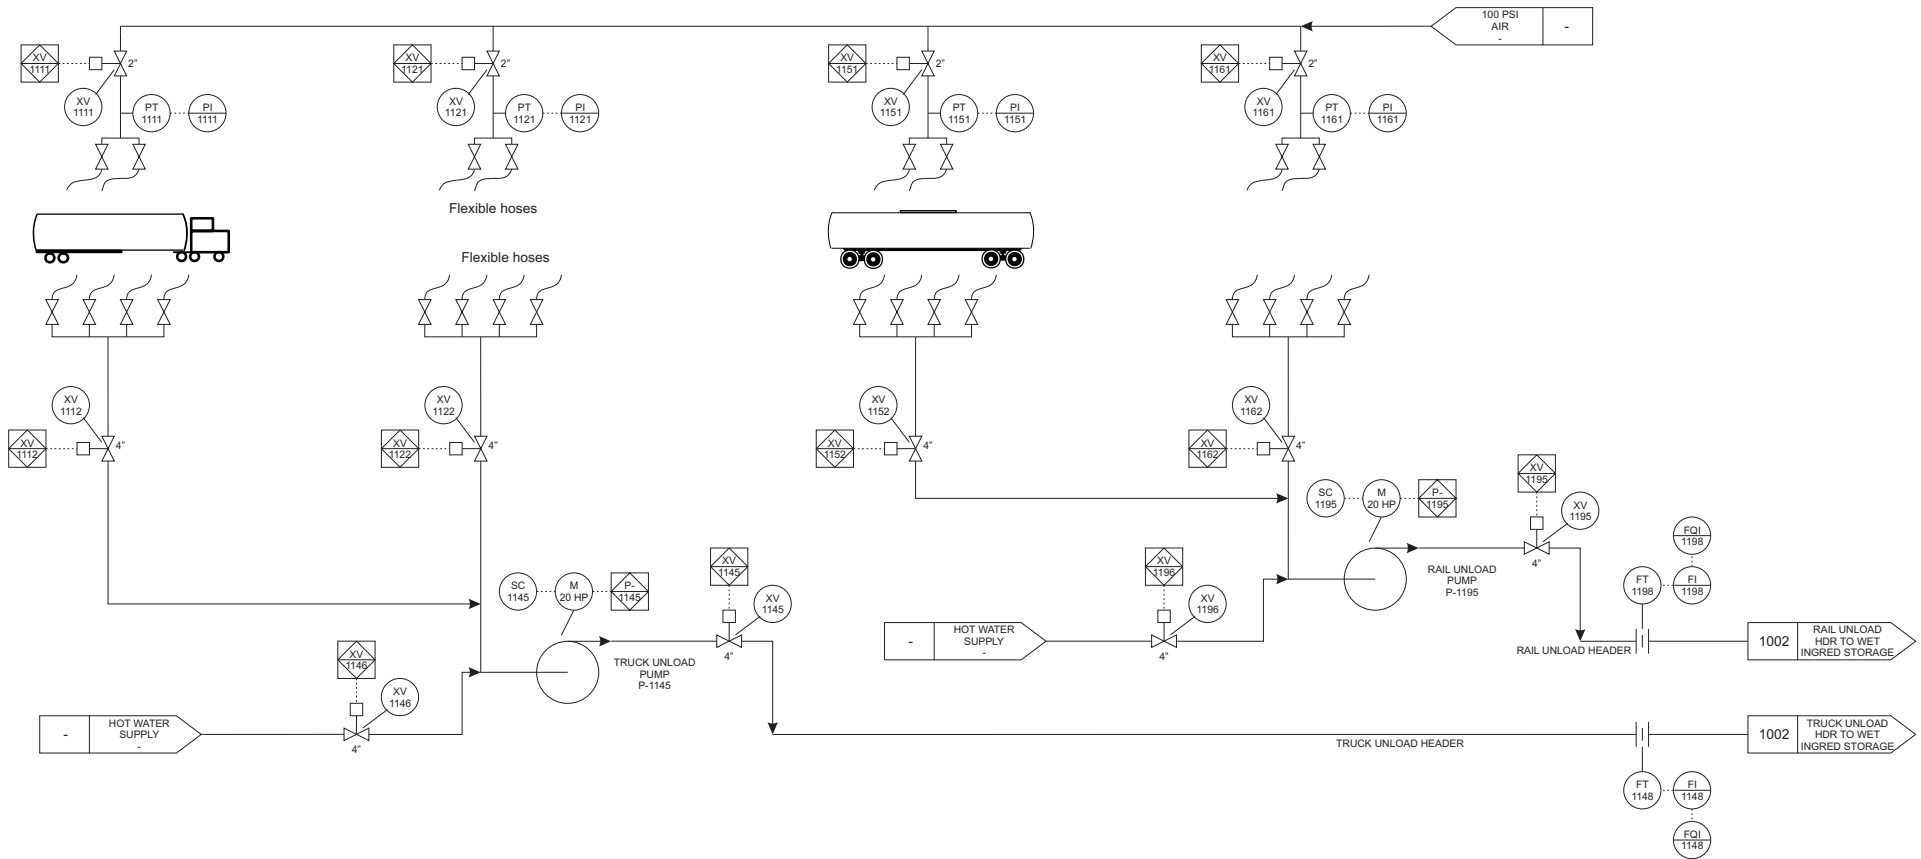 100 PSI
AIR
-
-
XV
1111
2"
XV
1111
PT
1111
PI
1111
XV
1121
2"
XV
1121
PT
1121
PI
1121
XV
1151
2"
XV
1151
PT
1151
PI
1151
XV
1161
2"
XV
1161
PT
1161
PI
1161
Flexible hoses
Flexible hoses
XV
1112
XV
1112
4"
XV
1122
XV
1122
4"
XV
1152
XV
1152
4"
XV
1162
XV
1162
4"
SC
1195
M
20 HP
P-
1195
XV
1195
XV
1195
4"
RAIL UNLOAD
PUMP
P-1195
FQI
1198
FT
1198
FI
1198
SC
1145
M
20 HP
P-
1145
XV
1145
XV
1145
4"
TRUCK UNLOAD
PUMP
P-1145
XV
1196
XV
1196
4"
-
HOT WATER
SUPPLY
-
RAIL UNLOAD HEADER
1002
RAIL UNLOAD
HDR TO WET
INGRED STORAGE
XV
1146
XV
1146
4"
-
HOT WATER
SUPPLY
-
TRUCK UNLOAD HEADER
1002
TRUCK UNLOAD
HDR TO WET
INGRED STORAGE
FT
1148
FI
1148
FQI
1148